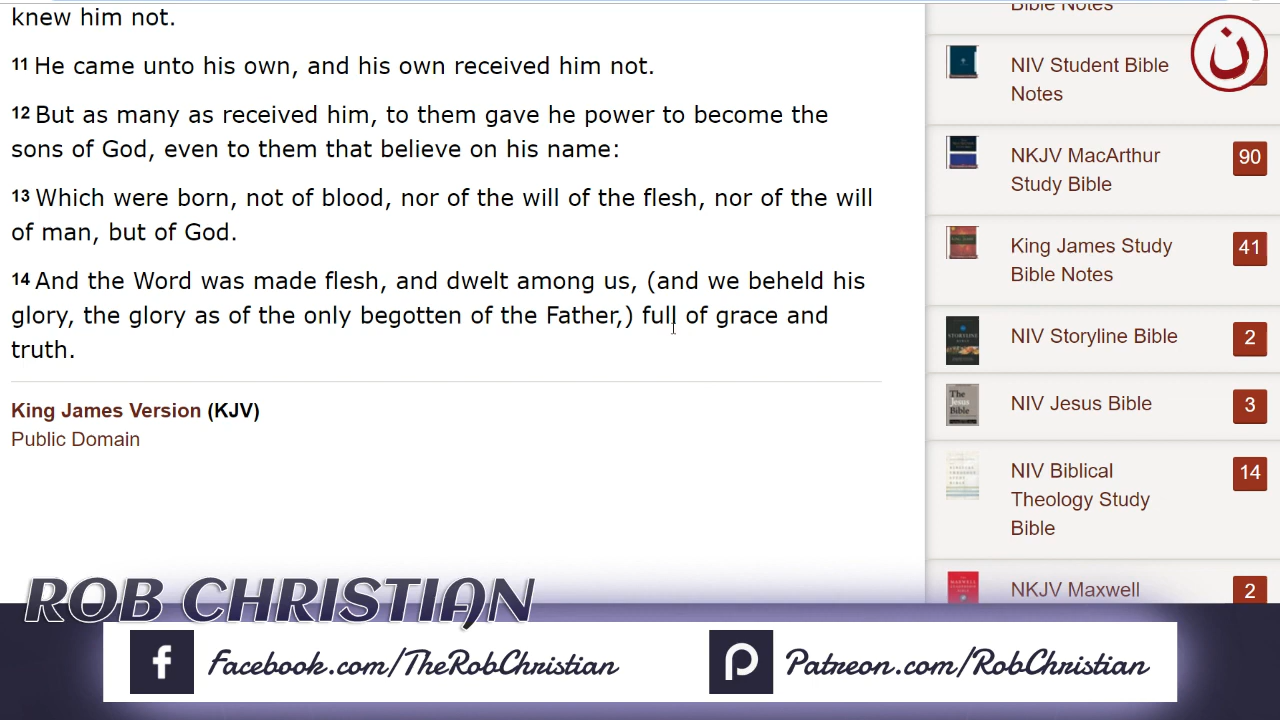 knew him not.
11 He came unto his own, and his own received him not.
12 But as many as received him, to them gave he power to become the
sons of God, even to them that believe on his name:
13 Which were born, not of blood, nor of the will of the flesh, nor of the will
of man, but of God.
14 And the Word was made flesh, and dwelt among us, (and we beheld his
glory, the glory as of the only begotten of the Father,) full of grace and
truth.
King James Version (KJV)
Public Domain
Bible Notes
ن
NIV Student Bible
Notes
NKJV MacArthur
Study Bible
90
King James Study
Bible Notes
41
NIV Storyline Bible
2
The
Jesus
Bible
NIV Jesus Bible
3
NIV Biblical
Theology Study
Bible
14
NKJV Maxwell
2
ROB CHRISTIAN
f
Facebook.com/TheRobChristian
Patreon.com/RobChristian